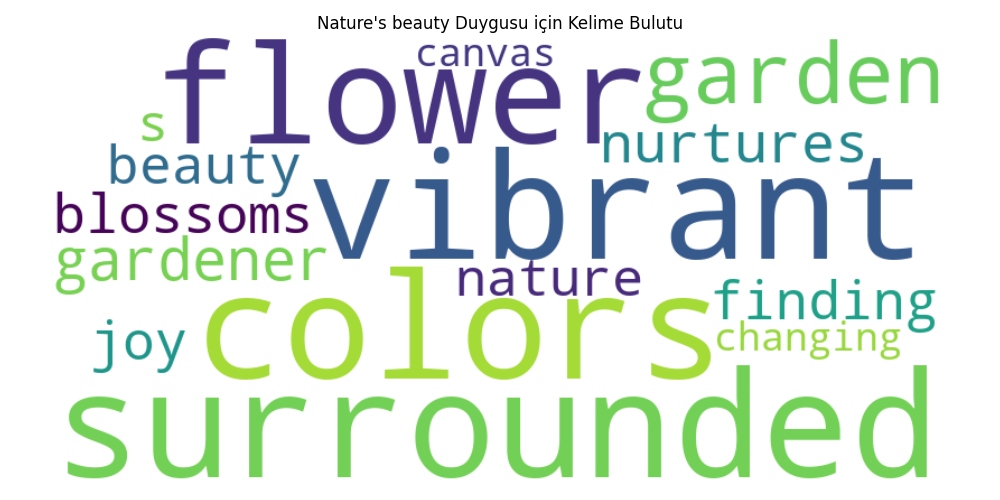 Nature's beauty Duygusu için Kelime Bulutu
canvas
flower
garden
s
nurtures
beauty
vibrant
blossoms
gardener
nature
colors
finding
joy
changing
surrounded